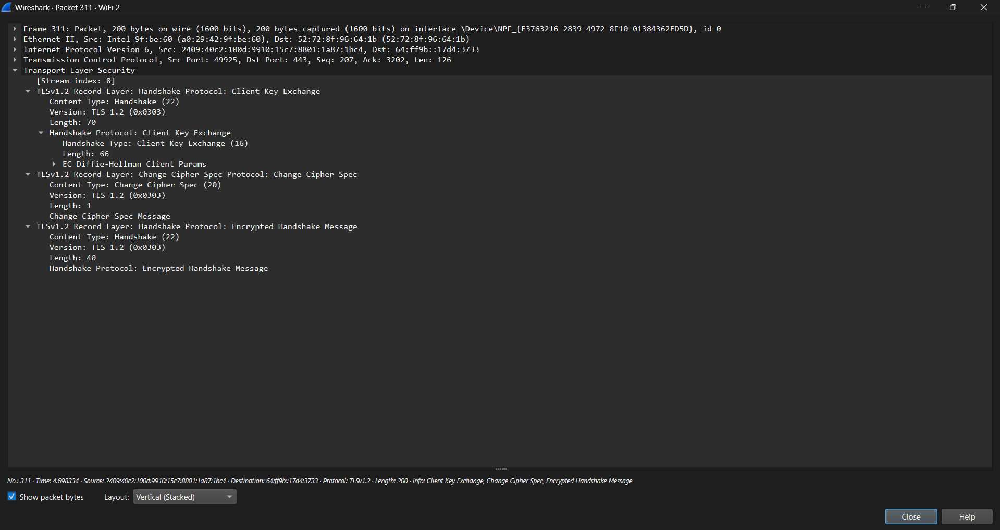 Wireshark · Packet 311 · WiFi 2
Frame 311: Packet, 200 bytes on wire (1600 bits), 200 bytes captured (1600 bits) on interface \Device\NPF_{E3763216-2839-4972-8F10-01384362ED5D}, id 0
Ethernet II, Src: Intel_9f:be:60 (a0:29:42:9f:be:60), Dst: 52:72:8f:96:64:1b (52:72:8f:96:64:1b)
Internet Protocol Version 6, Src: 2409:40c2:100d:9910:15c7:8801:1a87:1bc4, Dst: 64:ff9b::17d4:3733
Transmission Control Protocol, Src Port: 49925, Dst Port: 443, Seq: 207, Ack: 3202, Len: 126
Transport Layer Security
[Stream index: 8]
TLSv1.2 Record Layer: Handshake Protocol: Client Key Exchange
Content Type: Handshake (22)
Version: TLS 1.2 (0x0303)
Length: 70
Handshake Protocol: Client Key Exchange
Handshake Type: Client Key Exchange (16)
Length: 66
EC Diffie-Hellman Client Params
TLSv1.2 Record Layer: Change Cipher Spec Protocol: Change Cipher Spec
Content Type: Change Cipher Spec (20)
Version: TLS 1.2 (0x0303)
Length: 1
Change Cipher Spec Message
TLSv1.2 Record Layer: Handshake Protocol: Encrypted Handshake Message
Content Type: Handshake (22)
Version: TLS 1.2 (0x0303)
Length: 40
Handshake Protocol: Encrypted Handshake Message
No.: 311 · Time: 4.698334 · Source: 2409:40c2:100d:9910:15c7:8801:1a87:1bc4 · Destination: 64:ff9b::17d4:3733 · Protocol: TLSv1.2 · Length: 200 · Info: Client Key Exchange, Change Cipher Spec, Encrypted Handshake Message
Show packet bytes Layout: Vertical (Stacked)
Close Help